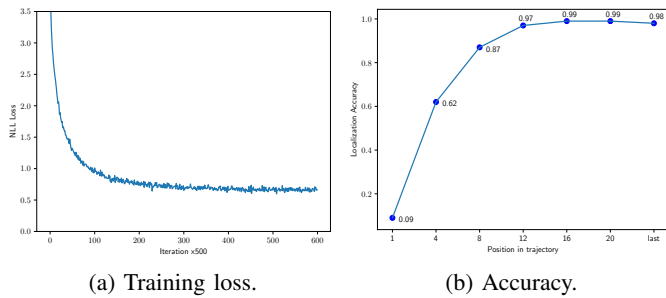 3.5
3.0
2.5
2.0
1.5
1.0
0.5
0.0
NLL Loss
0 100 200 300 400 500 600
Iteration x500
(a) Training loss.
1.0
0.8
0.6
0.4
0.2
Localization Accuracy
0.09
0.62
0.87
0.97
0.99
0.99
0.98
1 4 8 12 16 20 last
Position in trajectory
(b) Accuracy.